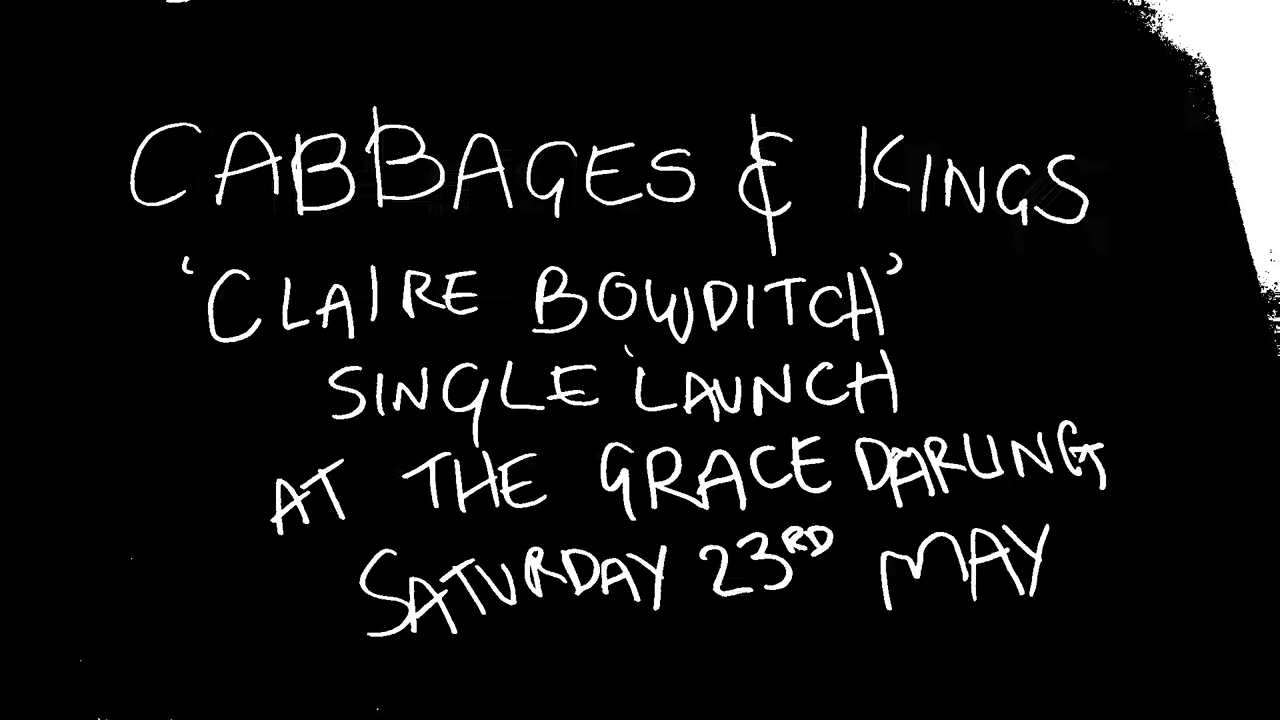 CABBAGES & KINGS
'CLAIRE BOWDITCH'
SINGLE LAUNCH
AT THE GRACE DARLING
SATURDAY 23RD MAY